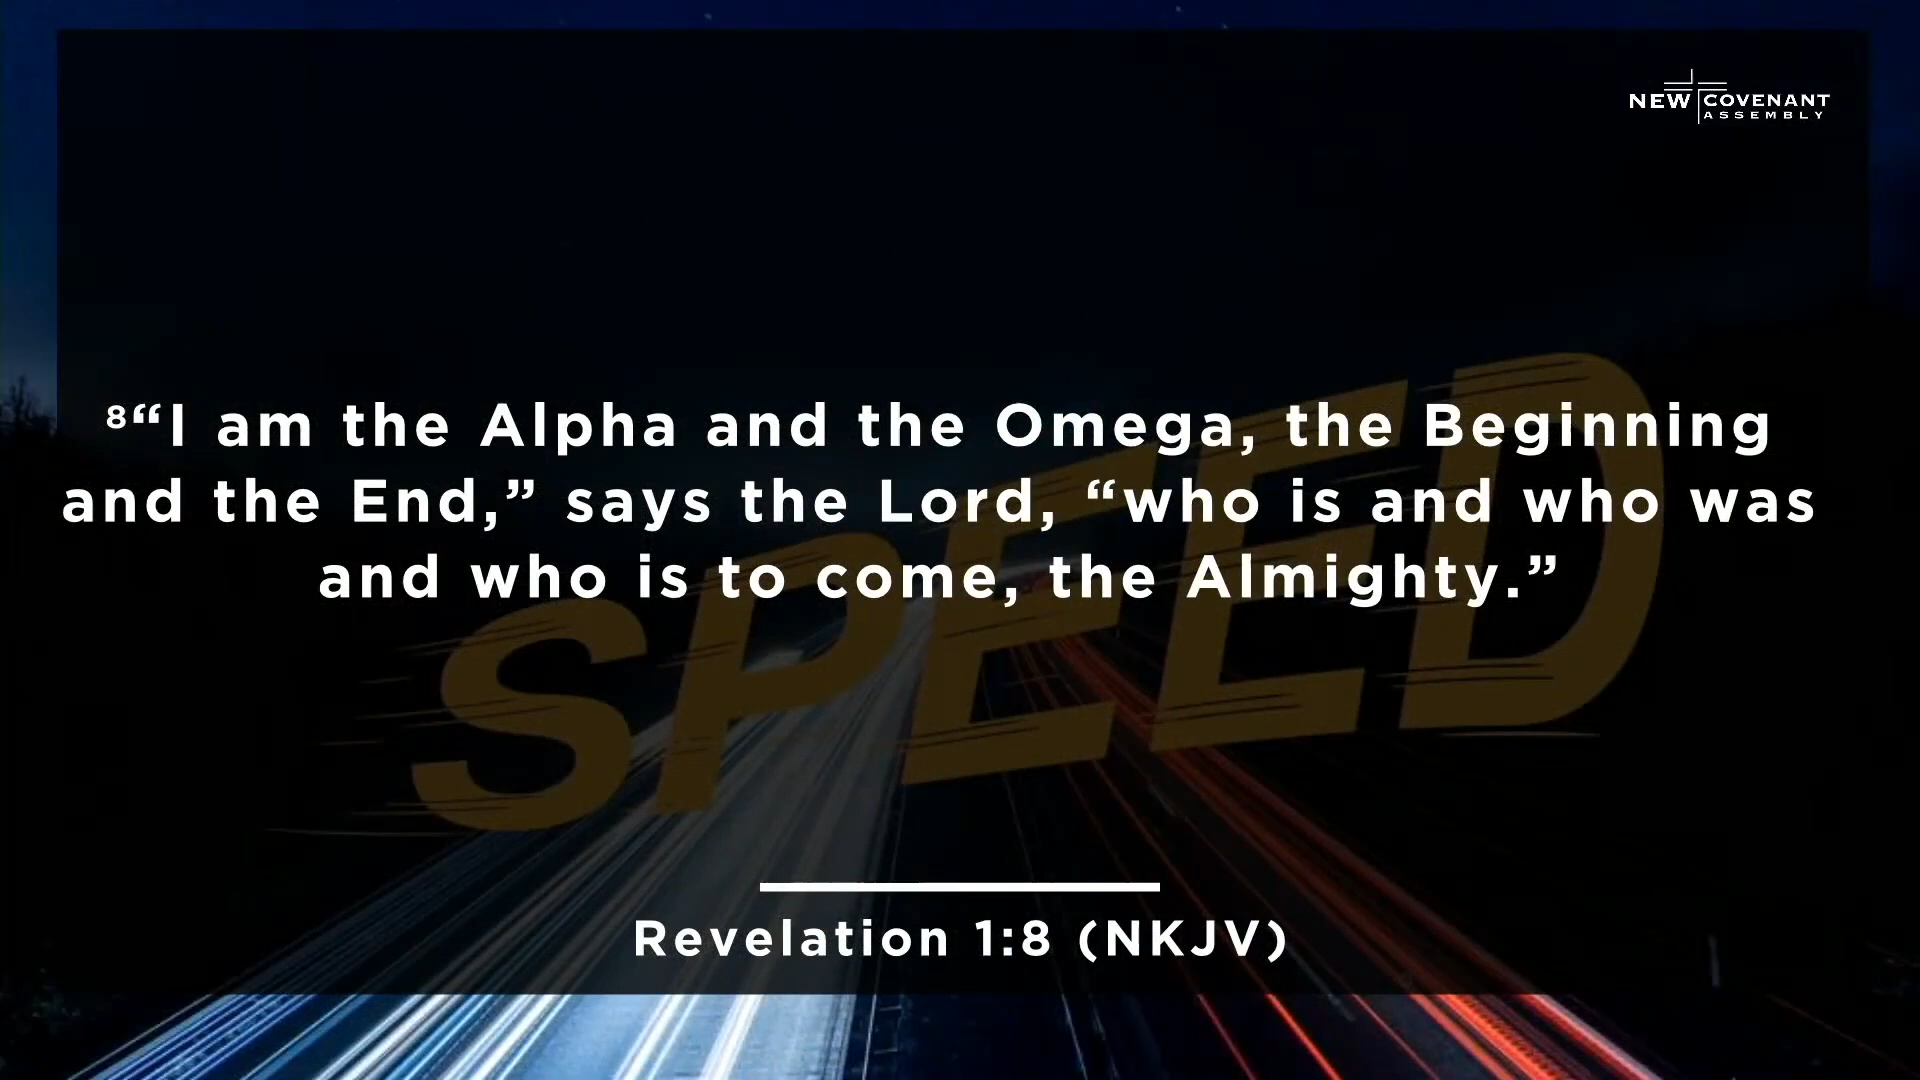 NEW COVENANT
ASSEMBLY
⁸“I am the Alpha and the Omega, the Beginning
and the End,” says the Lord, “who is and who was
and who is to come, the Almighty.”
SPEED
Revelation 1:8 (NKJV)